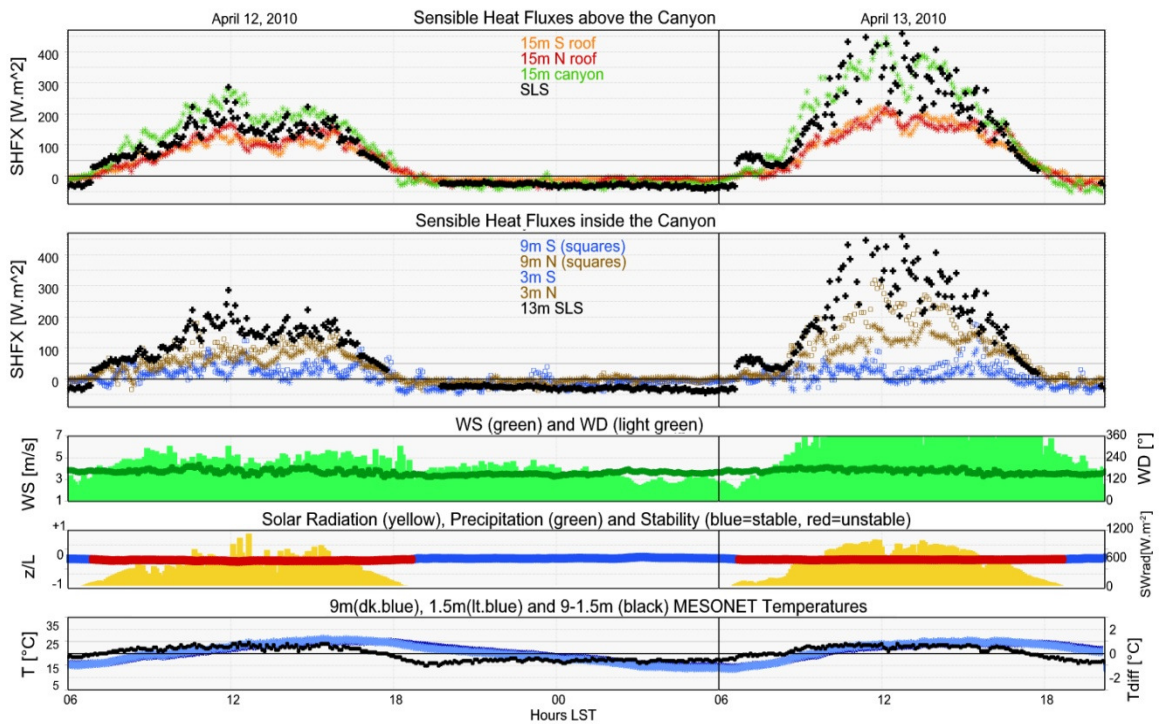 April 12, 2010 Sensible Heat Fluxes above the Canyon April 13, 2010
SHFX [W.m^2]
400
300
200
100
0
15m S roof
15m N roof
15m canyon
SLS
Sensible Heat Fluxes inside the Canyon
SHFX [W.m^2]
400
300
200
100
0
9m S (squares)
9m N (squares)
3m S
3m N
13m SLS
WS (green) and WD (light green)
WS [m/s]
7
5
3
1
360
240
120
0
WD [°]
Solar Radiation (yellow), Precipitation (green) and Stability (blue=stable, red=unstable)
z/L
+1
0
-1
1200
600
0
SWrad[W.m-2]
9m(dk.blue), 1.5m(lt.blue) and 9-1.5m (black) MESONET Temperatures
T [°C]
35
25
15
5
2
0
-2
Tdiff [°C]
06 12 18 00 06 12 18
Hours LST